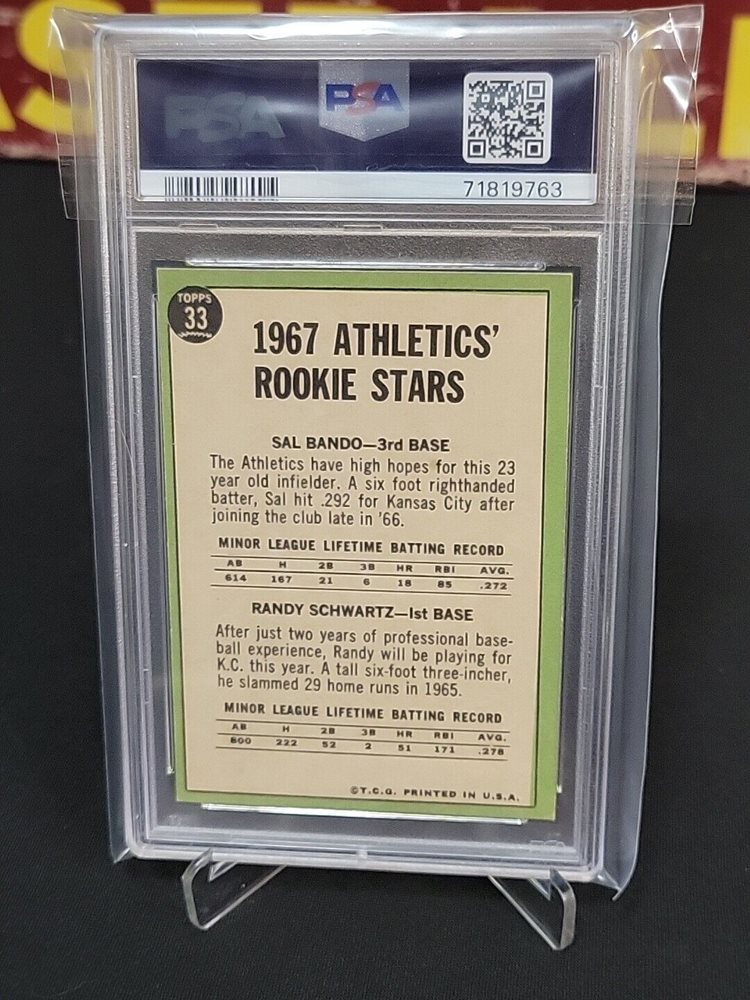 PSA
PSA
71819763
TOPPS
33
1967 ATHLETICS'
ROOKIE STARS
SAL BANDO—3rd BASE
The Athletics have high hopes for this 23
year old infielder. A six foot righthanded
batter, Sal hit .292 for Kansas City after
joining the club late in '66.
MINOR LEAGUE LIFETIME BATTING RECORD
AB H 2B 3B HR RBI AVG.
614 167 21 6 18 85 .272
RANDY SCHWARTZ—1st BASE
After just two years of professional base-
ball experience, Randy will be playing for
K.C. this year. A tall six-foot three-incher,
he slammed 29 home runs in 1965.
MINOR LEAGUE LIFETIME BATTING RECORD
AB H 2B 3B HR RBI AVG.
800 222 52 2 51 171 .278
©T.C.G. PRINTED IN U.S.A.